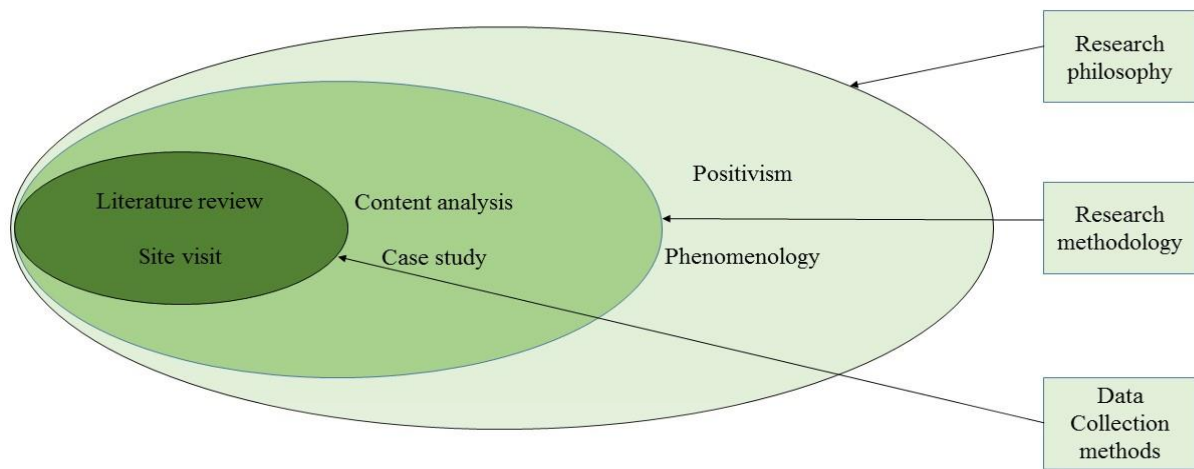 Research
philosophy
Positivism
Literature review
Content analysis
Research
methodology
Site visit
Case study
Phenomenology
Data
Collection
methods